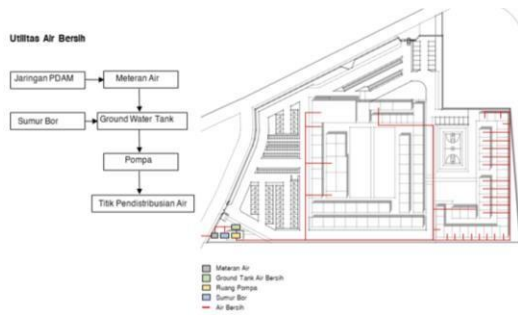 Utilitas Air Bersih
Jaringan PDAM
Meteran Air
Sumur Bor
Ground Water Tank
Pompa
Titik Pendistribusian Air
Meteran Air
Ground Tank Air Bersih
Ruang Pompa
Sumur Bor
Air Bersih